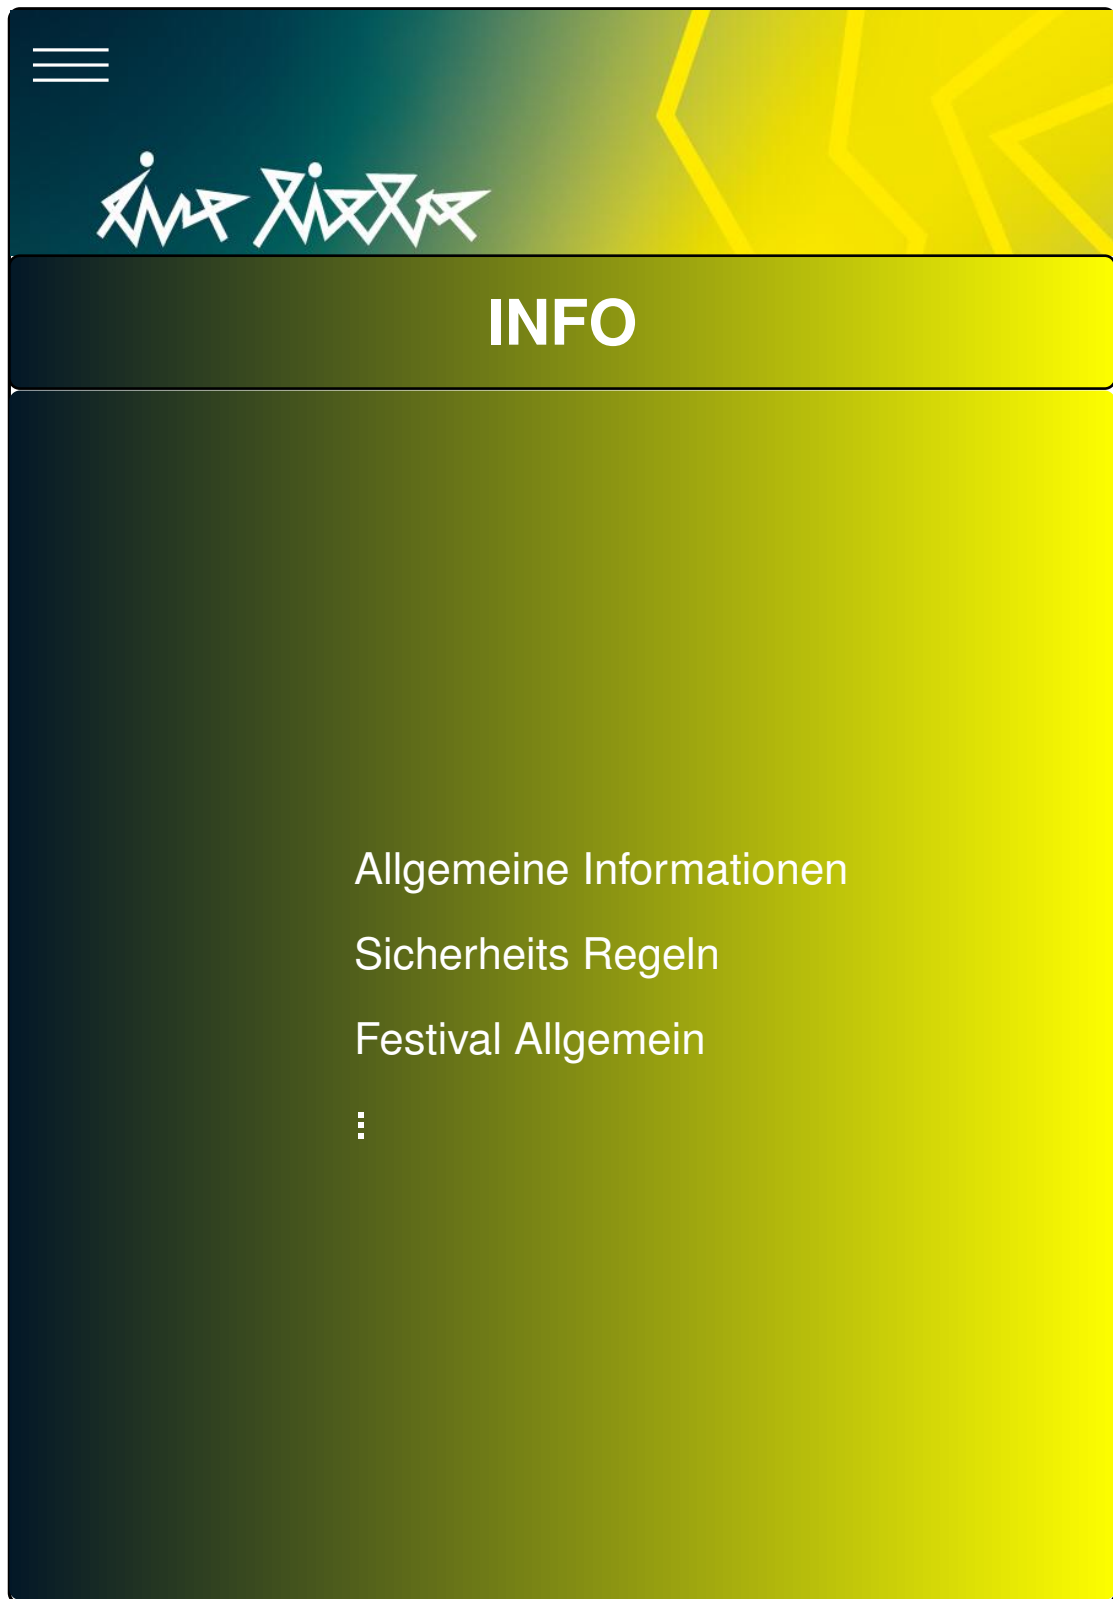 INFO
Allgemeine Informationen
Sicherheits Regeln
Festival Allgemein
⋮